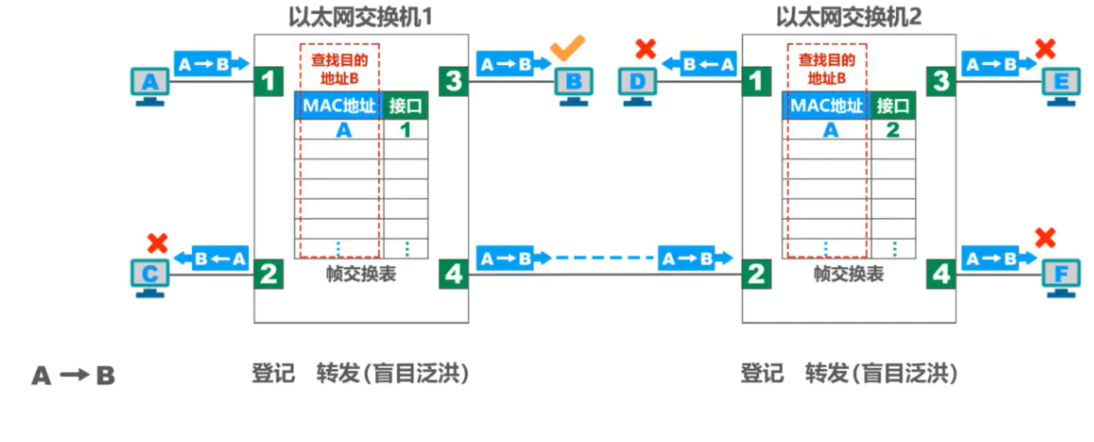 以太网交换机1
以太网交换机2
A→B
1
查找目的
地址B
MAC地址 接口
A 1
⋮ ⋮
帧交换表
3
A→B
A
B
D
B←A
1
查找目的
地址B
MAC地址 接口
A 2
⋮ ⋮
帧交换表
3
A→B
E
C
B←A
2
4
A→B
A→B
2
4
A→B
F
A→B
登记 转发(盲目泛洪)
登记 转发(盲目泛洪)